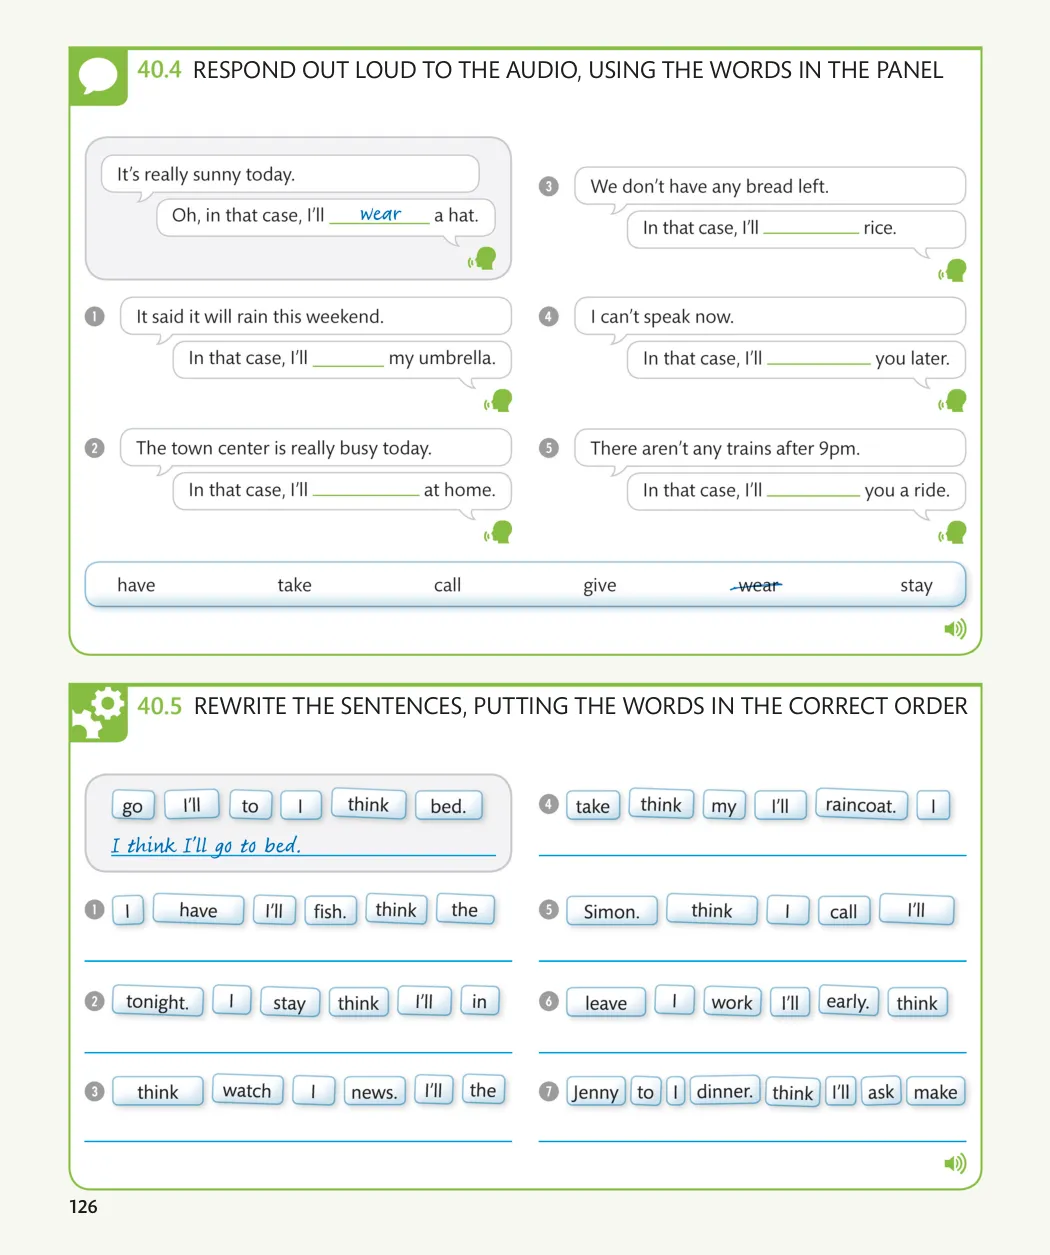 40.4 RESPOND OUT LOUD TO THE AUDIO, USING THE WORDS IN THE PANEL
It's really sunny today.
Oh, in that case, I'll wear a hat.
1 It said it will rain this weekend.
In that case, I'll ________ my umbrella.
2 The town center is really busy today.
In that case, I'll ________ at home.
3 We don't have any bread left.
In that case, I'll ________ rice.
4 I can't speak now.
In that case, I'll ________ you later.
5 There aren't any trains after 9pm.
In that case, I'll ________ you a ride.
have take call give wear stay
40.5 REWRITE THE SENTENCES, PUTTING THE WORDS IN THE CORRECT ORDER
go I'll to I think bed.
I think I'll go to bed.
1 I have I'll fish. think the
2 tonight. I stay think I'll in
3 think watch I news. I'll the
4 take think my I'll raincoat. I
5 Simon. think I call I'll
6 leave I work I'll early. think
7 Jenny to I dinner. think I'll ask make
126